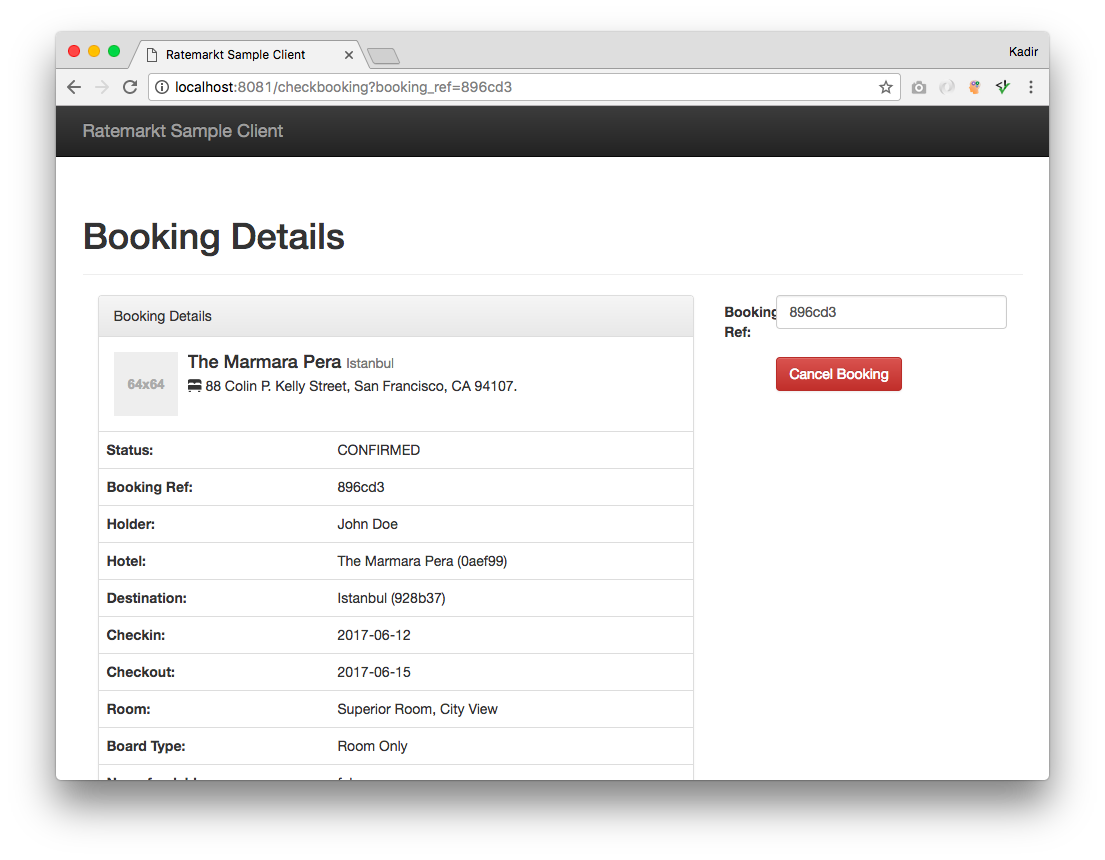 Ratemarkt Sample Client
Kadir
localhost:8081/checkbooking?booking_ref=896cd3
Ratemarkt Sample Client
Booking Details
Booking Details
64x64
The Marmara Pera Istanbul
88 Colin P. Kelly Street, San Francisco, CA 94107.
Status: CONFIRMED
Booking Ref: 896cd3
Holder: John Doe
Hotel: The Marmara Pera (0aef99)
Destination: Istanbul (928b37)
Checkin: 2017-06-12
Checkout: 2017-06-15
Room: Superior Room, City View
Board Type: Room Only
Booking
Ref:
896cd3
Cancel Booking